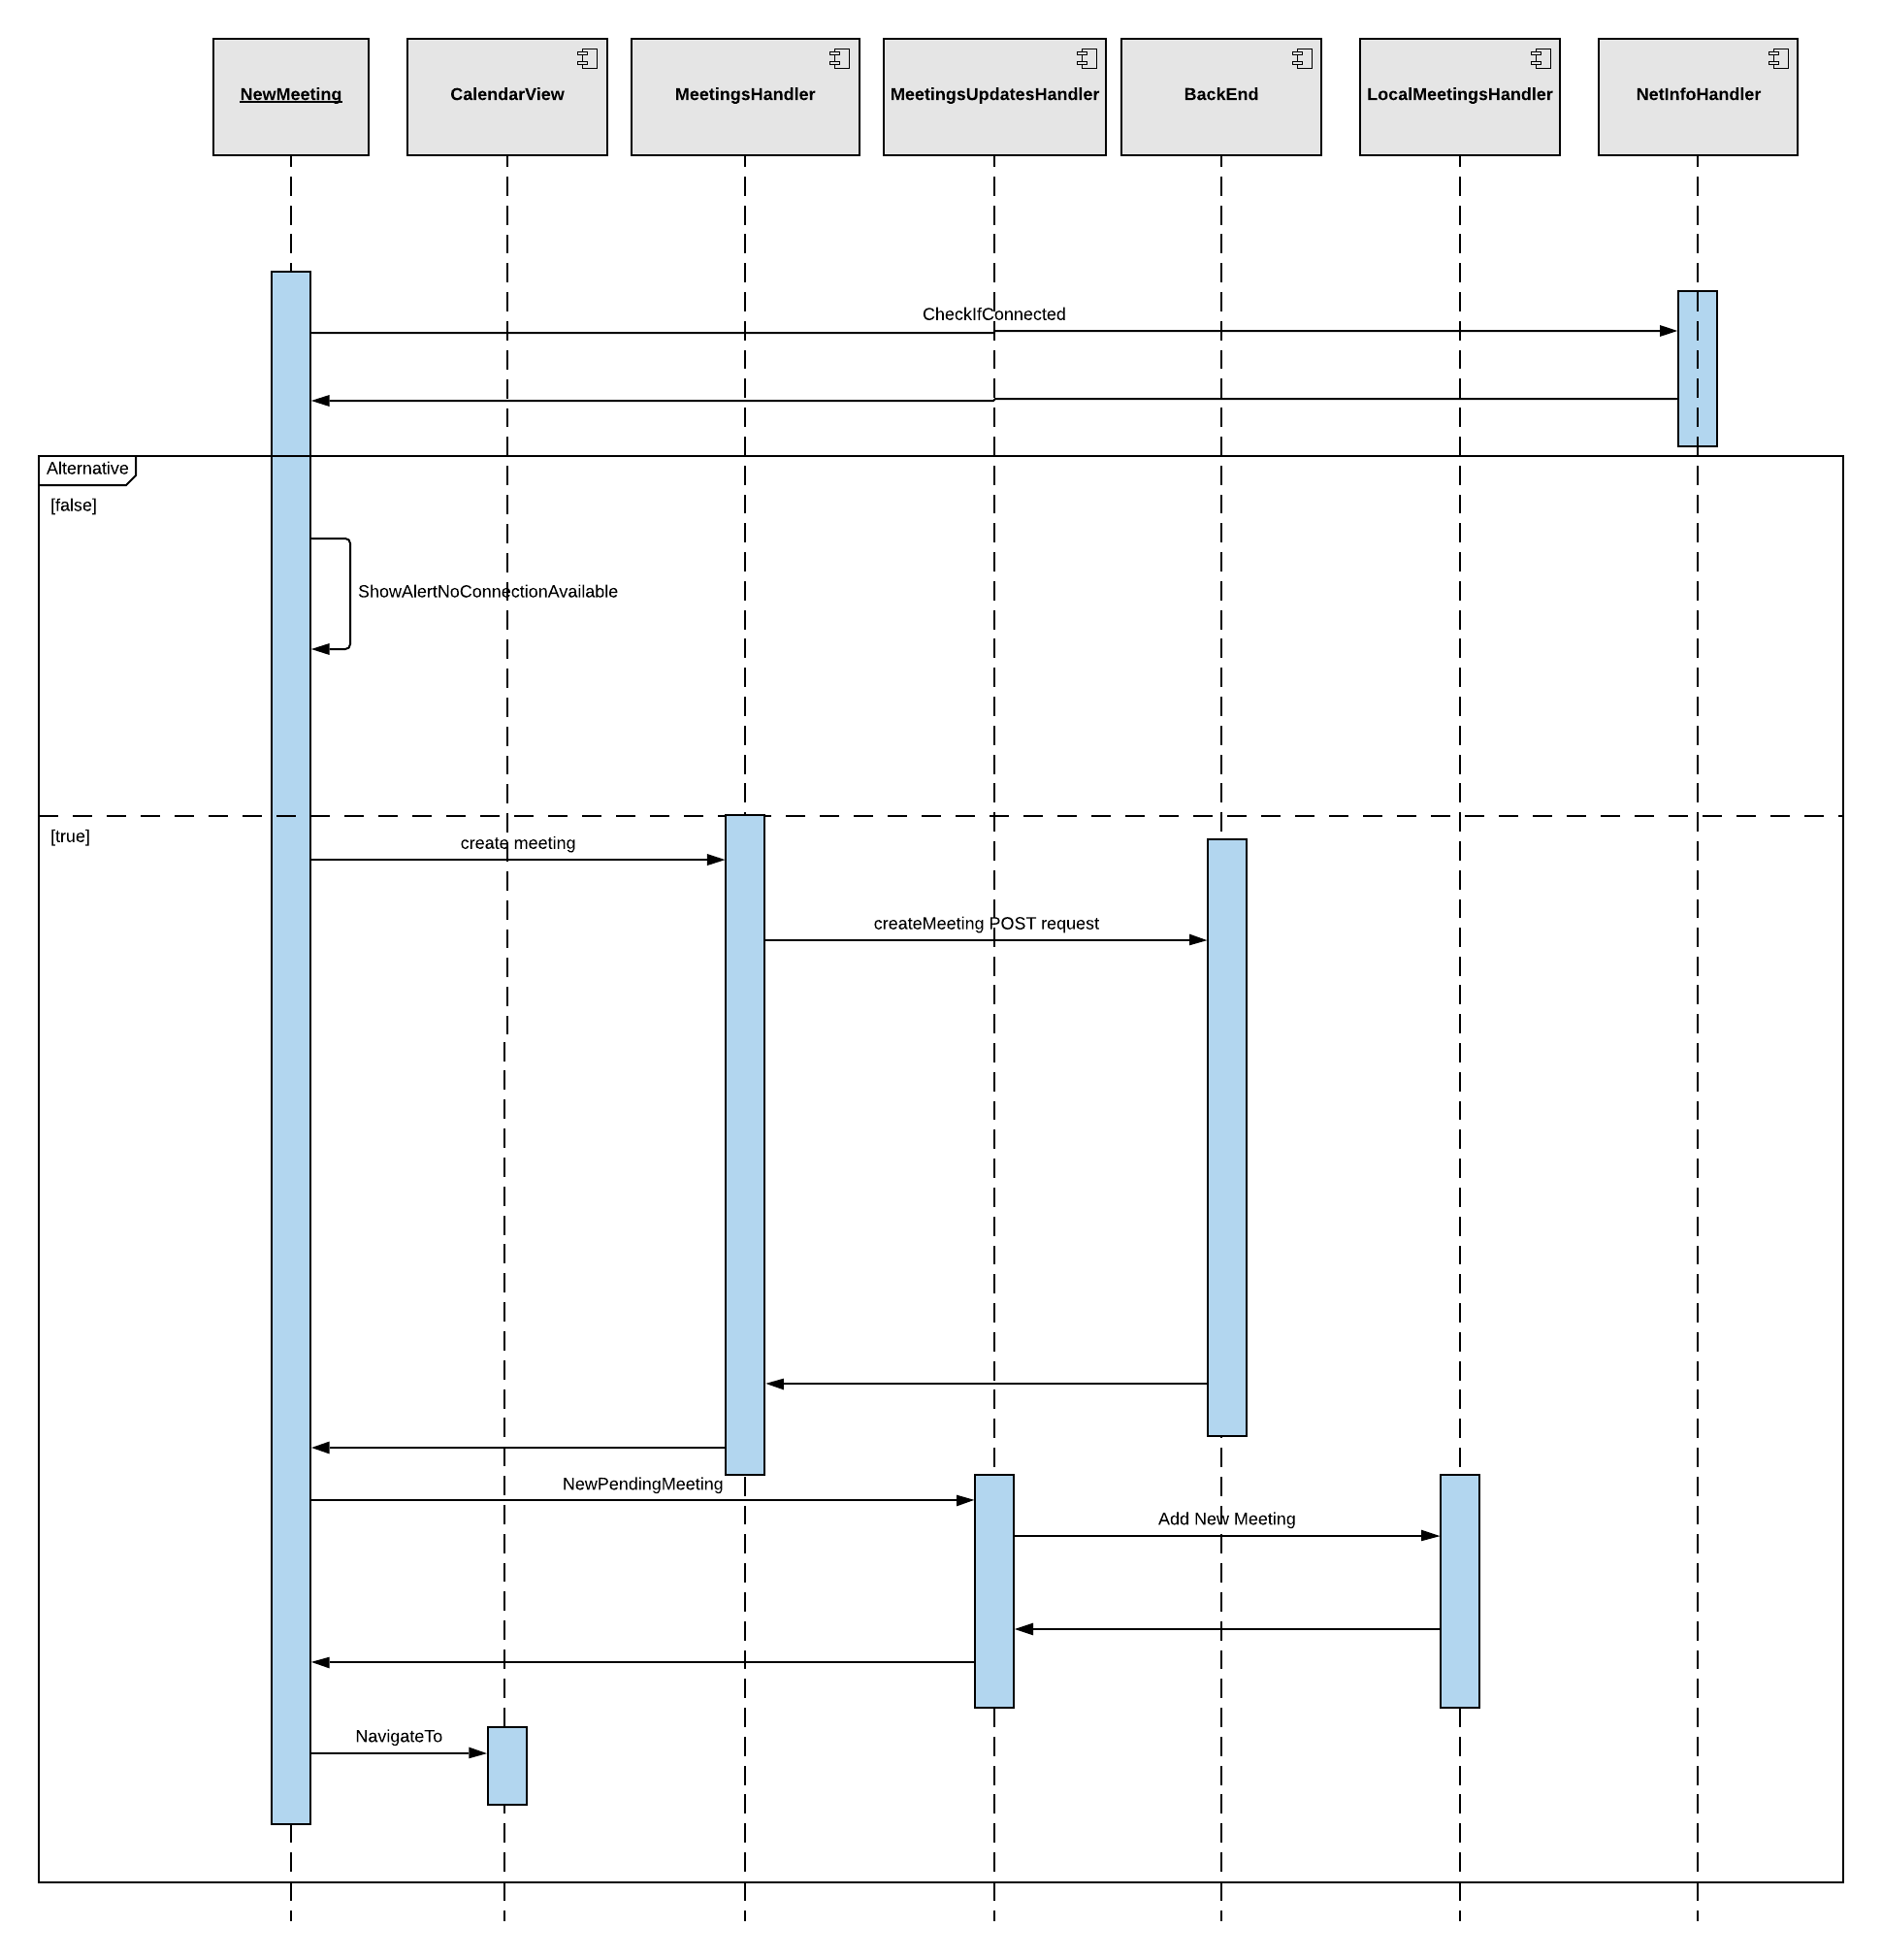 NewMeeting
CalendarView
MeetingsHandler
MeetingsUpdatesHandler
BackEnd
LocalMeetingsHandler
NetInfoHandler
CheckIfConnected
Alternative
[false]
ShowAlertNoConnectionAvailable
[true]
create meeting
createMeeting POST request
NewPendingMeeting
Add New Meeting
NavigateTo